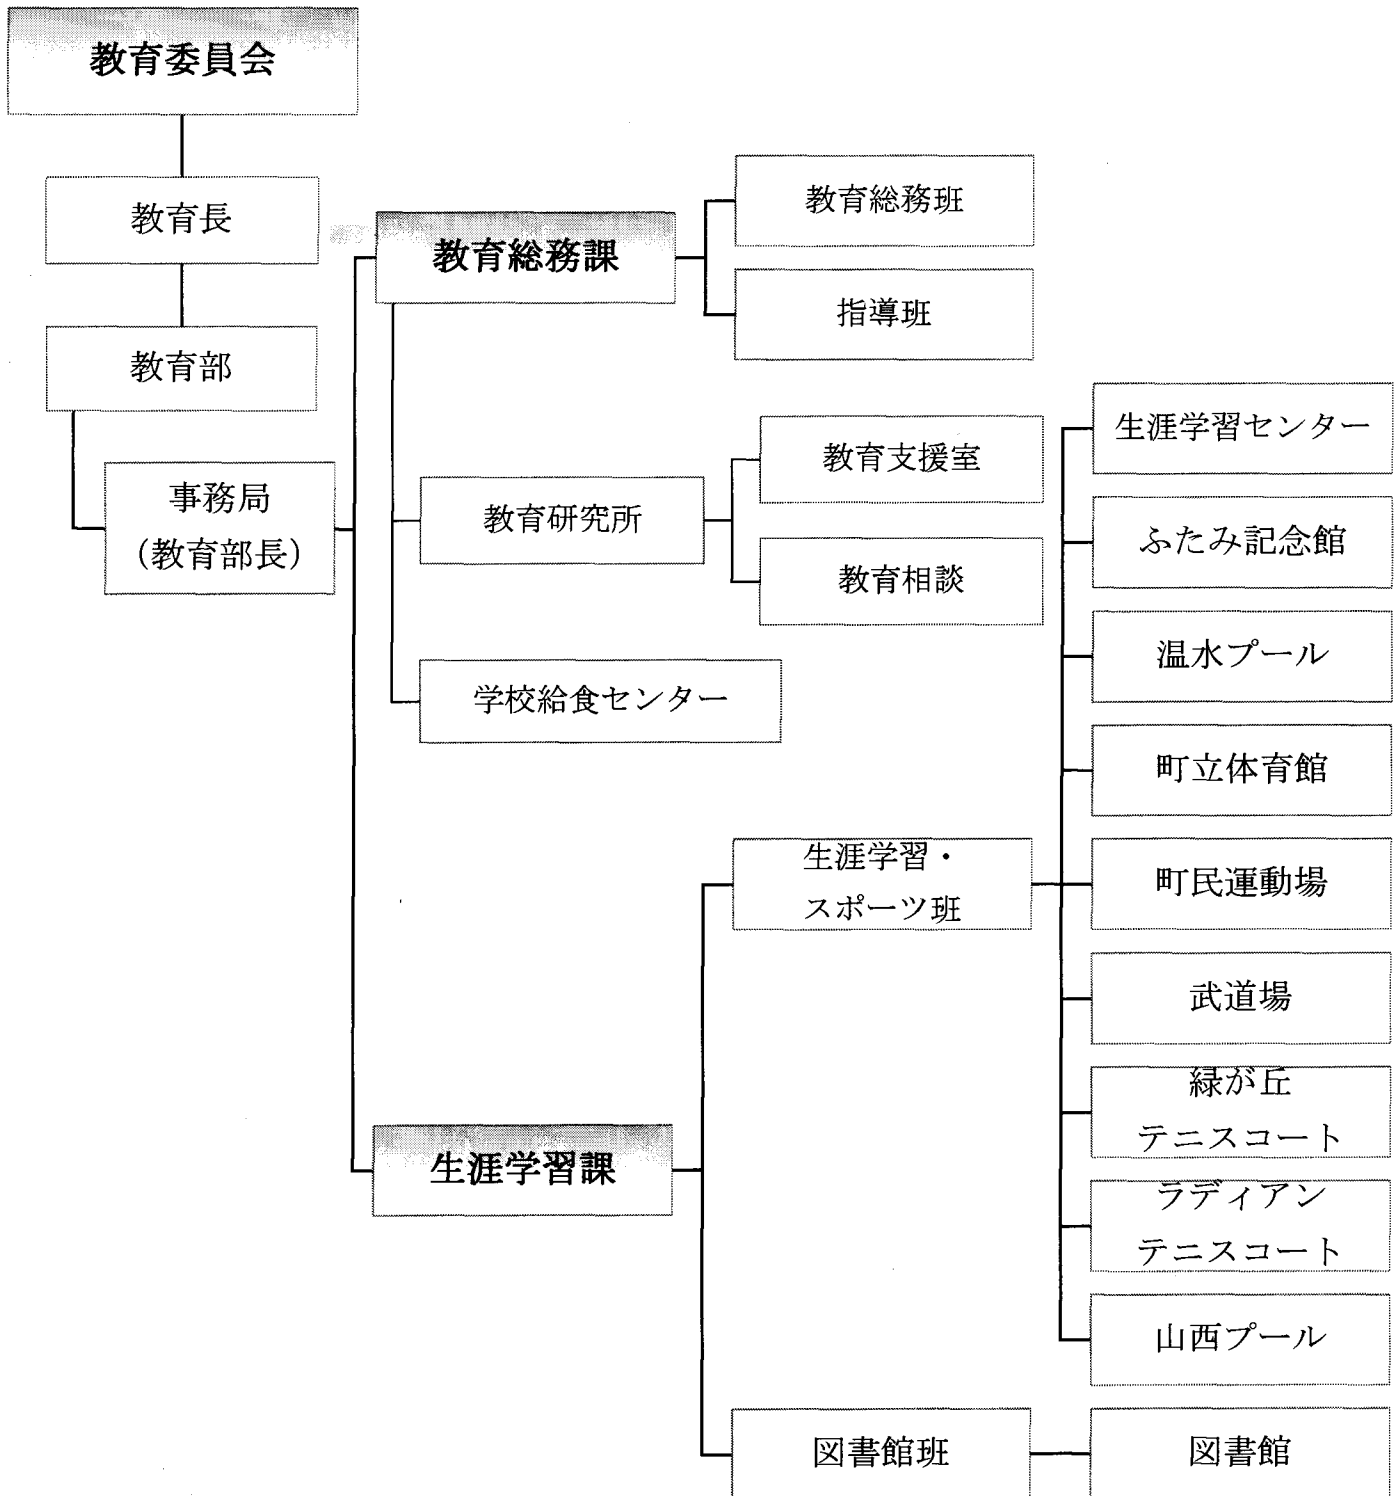 教育委員会
教育長
教育部
事務局
（教育部長）
教育総務課
教育総務班
指導班
教育研究所
教育支援室
教育相談
学校給食センター
生涯学習課
生涯学習・
スポーツ班
生涯学習センター
ふたみ記念館
温水プール
町立体育館
町民運動場
武道場
緑が丘
テニスコート
ラディアン
テニスコート
山西プール
図書館班
図書館